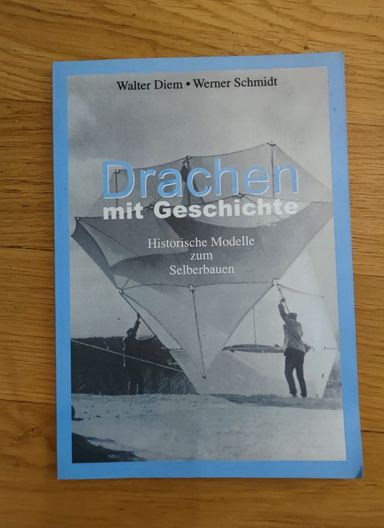 Walter Diem • Werner Schmidt
Drachen
mit Geschichte
Historische Modelle
zum
Selberbauen